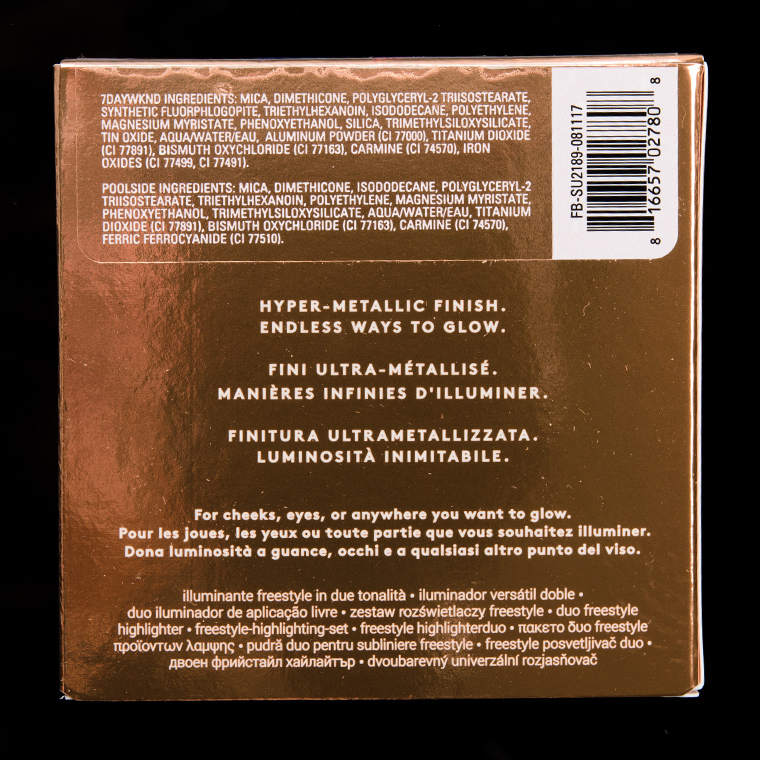 7DAYWKND INGREDIENTS: MICA, DIMETHICONE, POLYGLYCERYL-2 TRIISOSTEARATE,
SYNTHETIC FLUORPHLOGOPITE, TRIETHYLHEXANOIN, ISODODECANE, POLYETHYLENE,
MAGNESIUM MYRISTATE, PHENOXYETHANOL, SILICA, TRIMETHYLSILOXYSILICATE,
TIN OXIDE, AQUA/WATER/EAU, ALUMINUM POWDER (CI 77000), TITANIUM DIOXIDE
(CI 77891), BISMUTH OXYCHLORIDE (CI 77163), CARMINE (CI 74570), IRON
OXIDES (CI 77499, CI 77491).
POOLSIDE INGREDIENTS: MICA, DIMETHICONE, ISODODECANE, POLYGLYCERYL-2
TRIISOSTEARATE, TRIETHYLHEXANOIN, POLYETHYLENE, MAGNESIUM MYRISTATE,
PHENOXYETHANOL, TRIMETHYLSILOXYSILICATE, AQUA/WATER/EAU, TITANIUM
DIOXIDE (CI 77891), BISMUTH OXYCHLORIDE (CI 77163), CARMINE (CI 74570),
FERRIC FERROCYANIDE (CI 77510).
FB-SU2189-081117
8 16657 02780 8
HYPER-METALLIC FINISH.
ENDLESS WAYS TO GLOW.
FINI ULTRA-MÉTALLISÉ.
MANIÈRES INFINIES D'ILLUMINER.
FINITURA ULTRAMETALLIZZATA.
LUMINOSITÀ INIMITABILE.
For cheeks, eyes, or anywhere you want to glow.
Pour les joues, les yeux ou toute partie que vous souhaitez illuminer.
Dona luminosità a guance, occhi e a qualsiasi altro punto del viso.
illuminante freestyle in due tonalità • iluminador versátil doble •
duo iluminador de aplicação livre • zestaw rozświetlaczy freestyle • duo freestyle
highlighter • freestyle-highlighting-set • freestyle highlighterduo • πακετο δυο freestyle
προϊοντων λαμψης • pudră duo pentru subliniere freestyle • freestyle posvetljivač duo •
двоен фрийстайл хайлайтър • dvoubarevný univerzální rozjasňovač